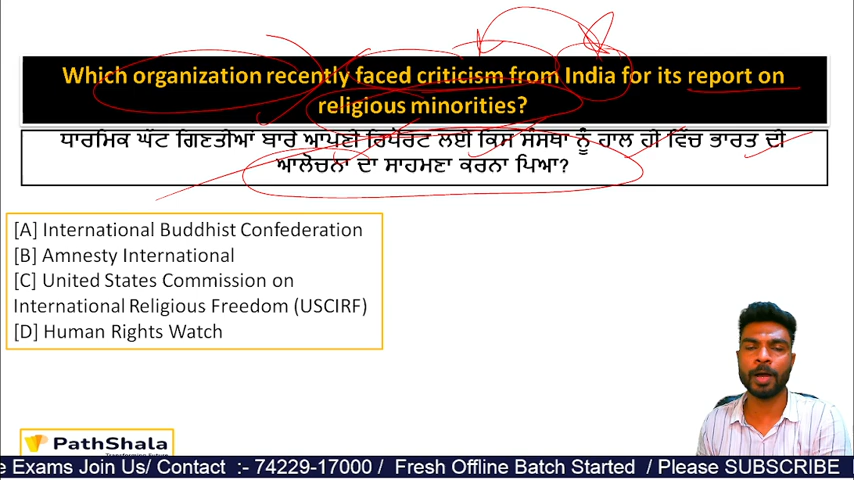 Which organization recently faced criticism from India for its report on
religious minorities?
ਧਾਰਮਿਕ ਘੱਟ ਗਿਣਤੀਆਂ ਬਾਰੇ ਆਪਣੀ ਰਿਪੋਰਟ ਲਈ ਕਿਸ ਸੰਸਥਾ ਨੂੰ ਹਾਲ ਹੀ ਵਿੱਚ ਭਾਰਤ ਦੀ
ਆਲੋਚਨਾ ਦਾ ਸਾਹਮਣਾ ਕਰਨਾ ਪਿਆ?
[A] International Buddhist Confederation
[B] Amnesty International
[C] United States Commission on
International Religious Freedom (USCIRF)
[D] Human Rights Watch
PathShala
Transforming Future
e Exams Join Us/ Contact :- 74229-17000 / Fresh Offline Batch Started / Please SUBSCRIBE